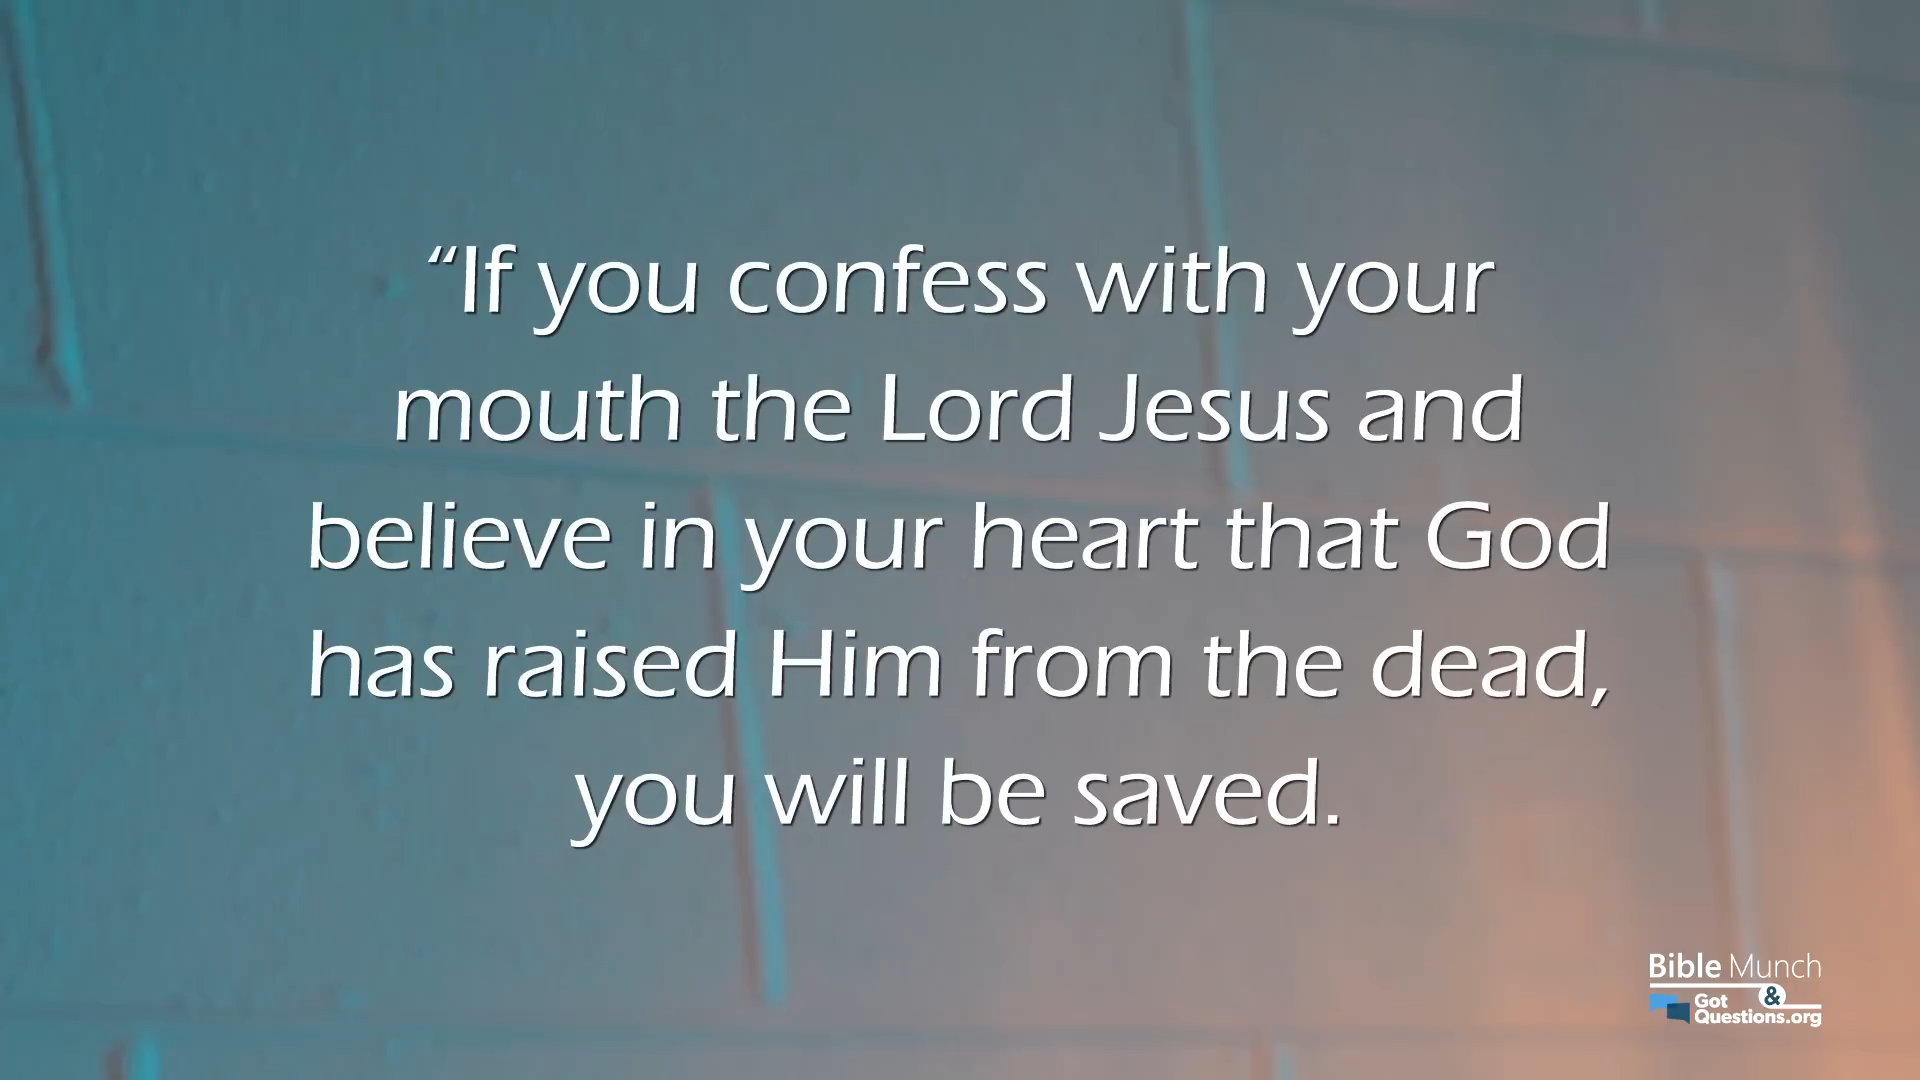 “If you confess with your
mouth the Lord Jesus and
believe in your heart that God
has raised Him from the dead,
you will be saved.
Bible Munch
&
Got
Questions.org